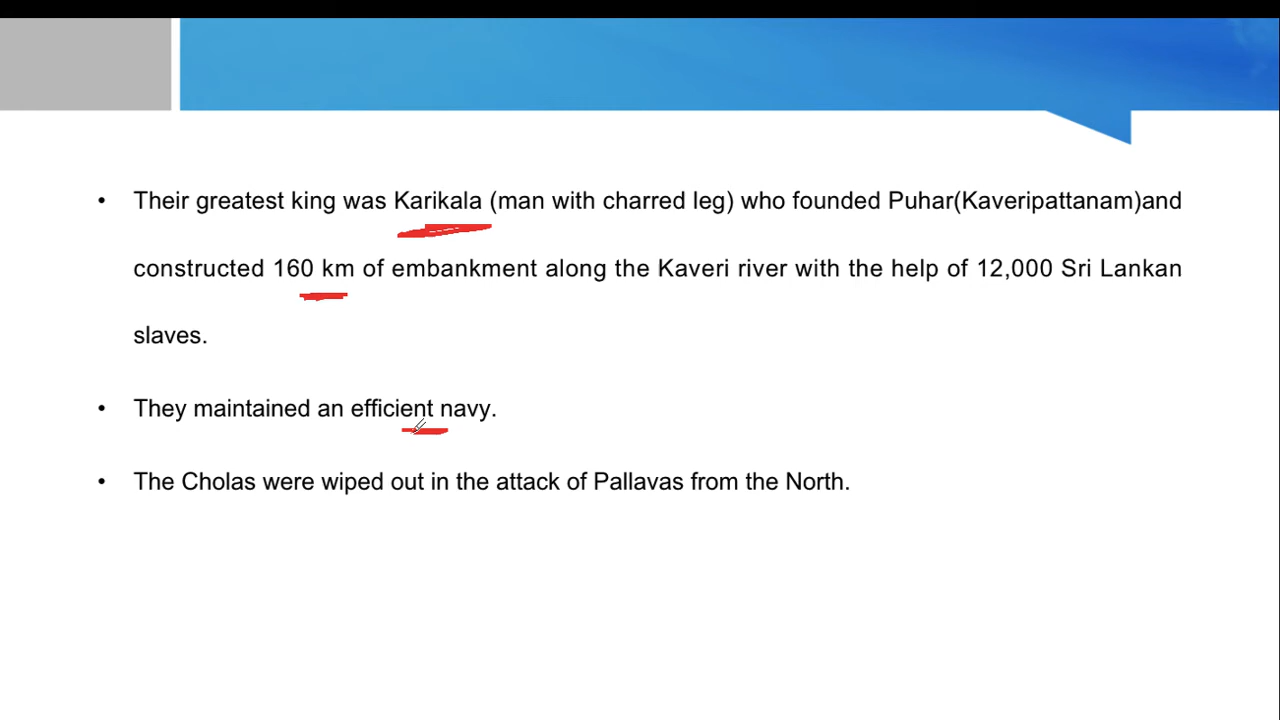 • Their greatest king was Karikala (man with charred leg) who founded Puhar(Kaveripattanam)and
constructed 160 km of embankment along the Kaveri river with the help of 12,000 Sri Lankan
slaves.
• They maintained an efficient navy.
• The Cholas were wiped out in the attack of Pallavas from the North.